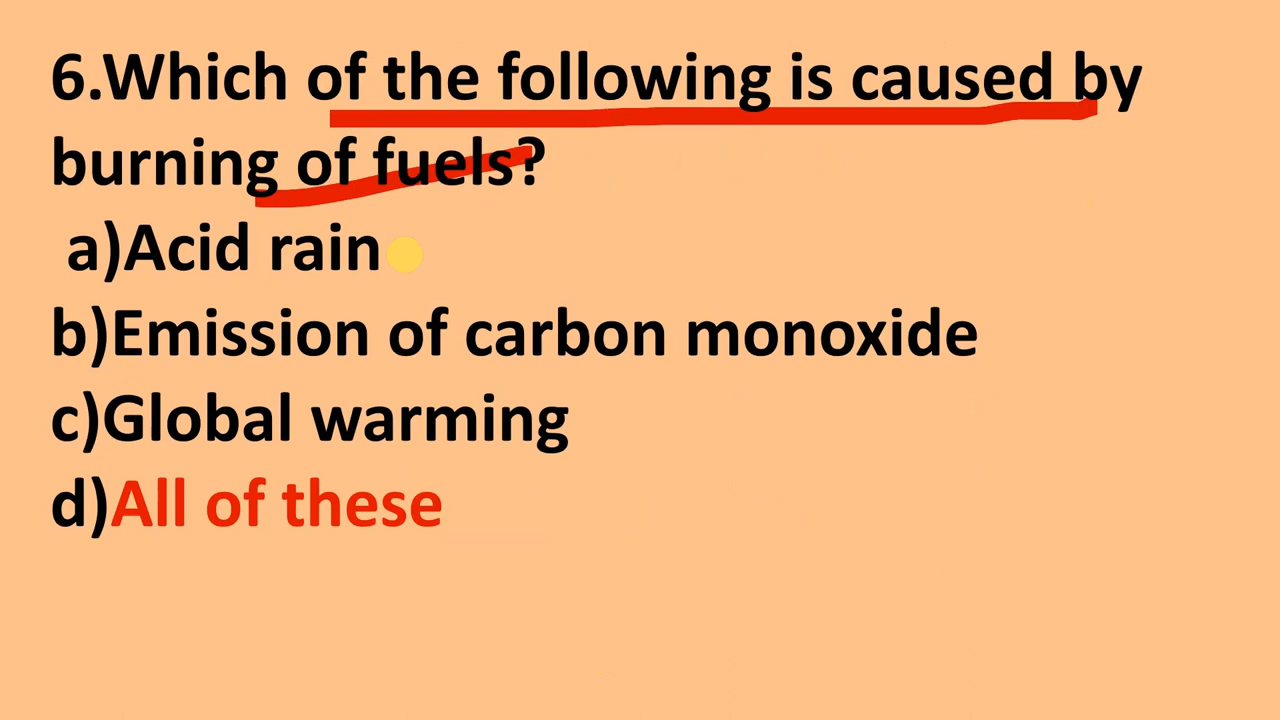 6.Which of the following is caused by
burning of fuels?
a)Acid rain
b)Emission of carbon monoxide
c)Global warming
d)All of these